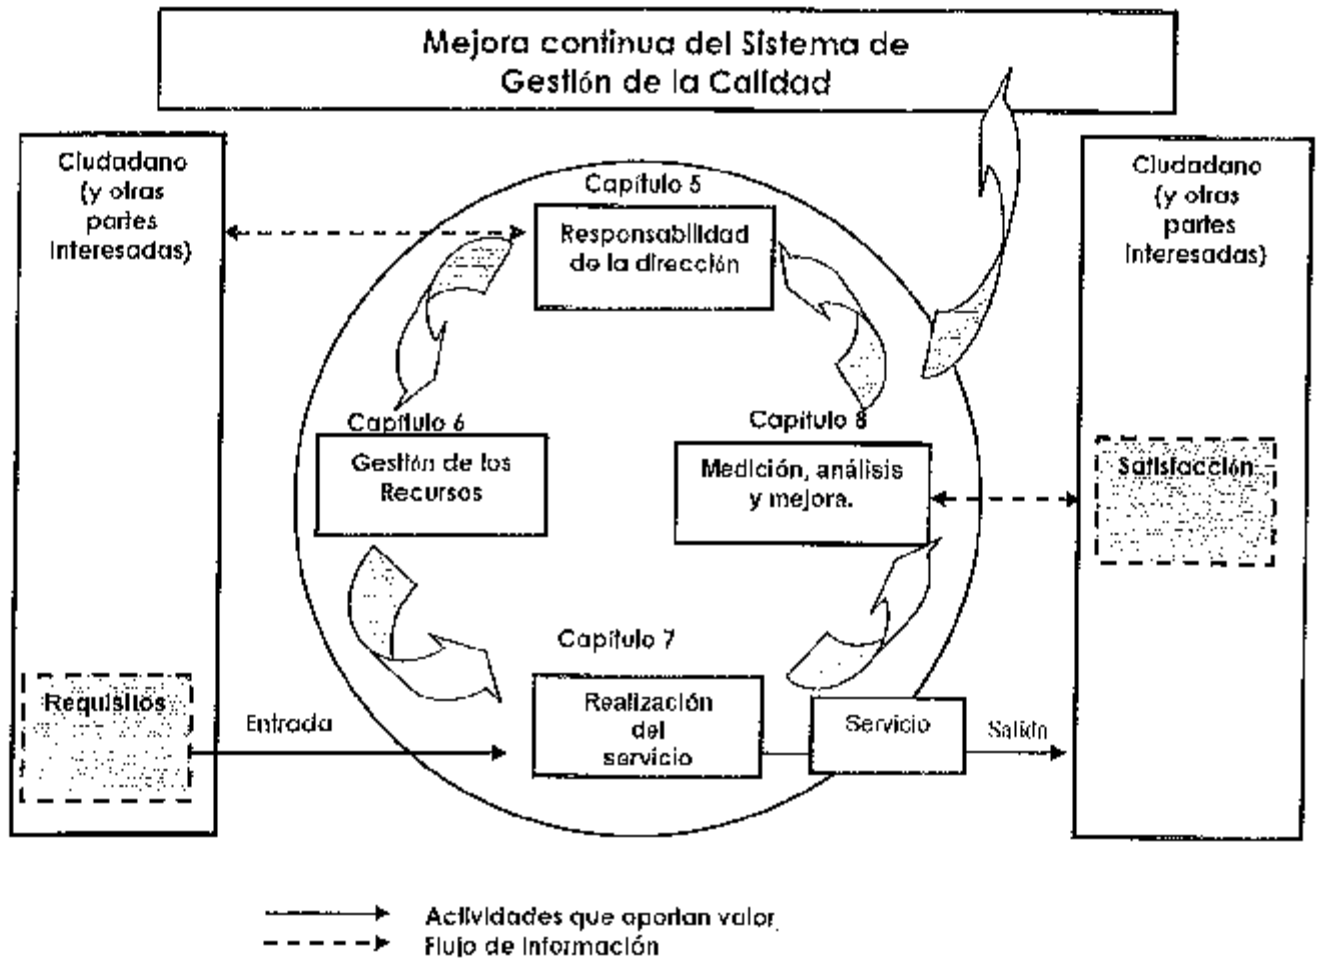 Mejora continua del Sistema de
Gestión de la Calidad
Ciudadano
(y otras
partes
interesadas)
Capítulo 5
Responsabilidad
de la dirección
Ciudadano
(y otras
partes
interesadas)
Capítulo 6
Gestión de los
Recursos
Capítulo 8
Medición, análisis
y mejora.
Satisfacción
Capítulo 7
Realización
del
servicio
Requisitos
Entrada
Servicio
Salida
Actividades que aportan valor
Flujo de información